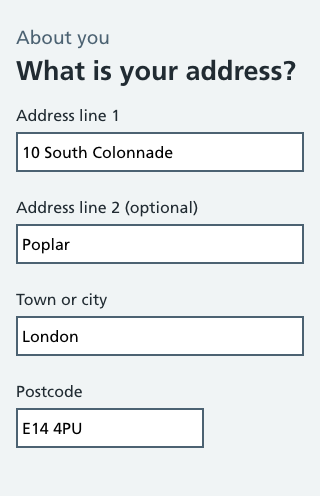 About you
What is your address?
Address line 1
10 South Colonnade
Address line 2 (optional)
Poplar
Town or city
London
Postcode
E14 4PU